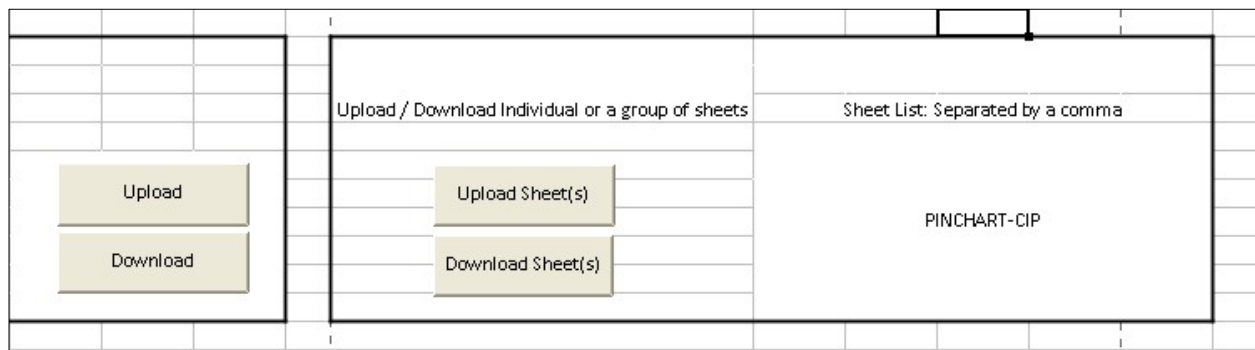 Upload / Download Individual or a group of sheets
Sheet List: Separated by a comma
Upload
Download
Upload Sheet(s)
Download Sheet(s)
PINCHART-CIP